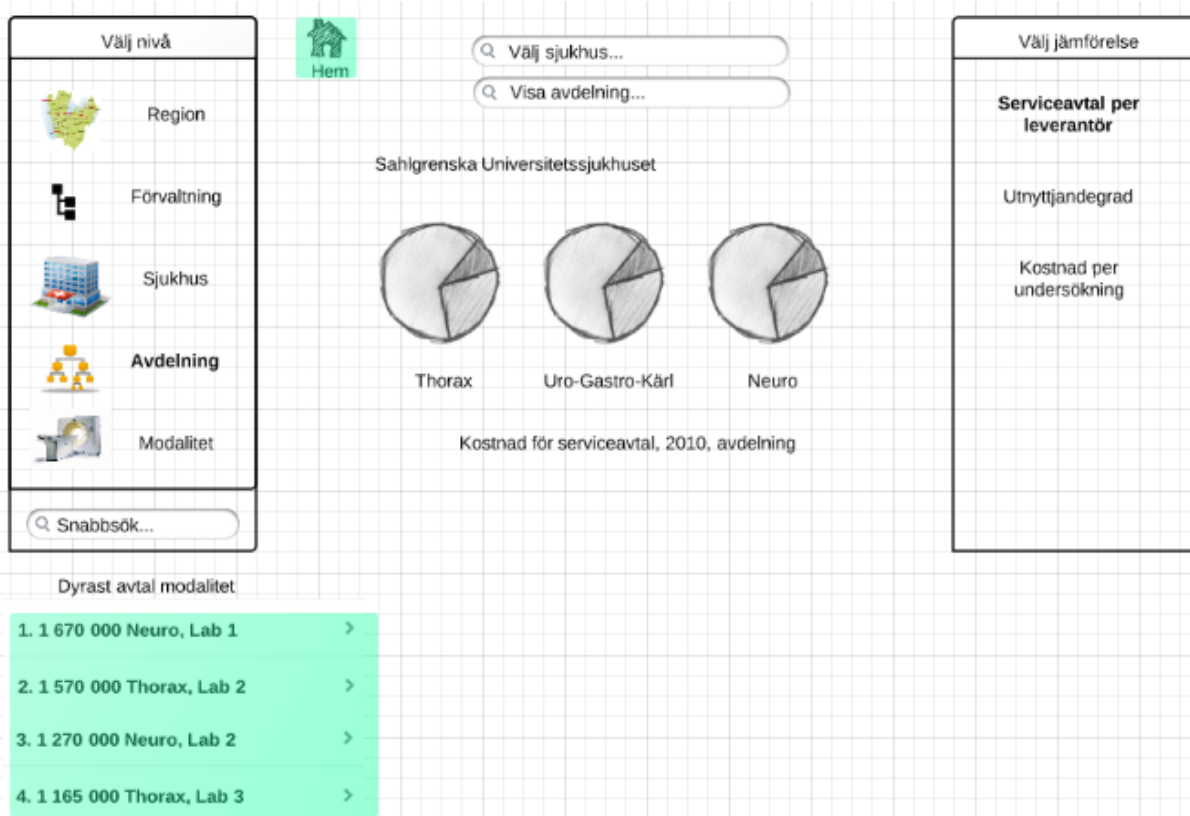 Välj nivå
Region
Förvaltning
Sjukhus
Avdelning
Modalitet
Snabbsök...
Dyrast avtal modalitet
1. 1 670 000 Neuro, Lab 1
2. 1 570 000 Thorax, Lab 2
3. 1 270 000 Neuro, Lab 2
4. 1 165 000 Thorax, Lab 3
Hem
Välj sjukhus...
Visa avdelning...
Sahlgrenska Universitetssjukhuset
Thorax
Uro-Gastro-Kärl
Neuro
Kostnad för serviceavtal, 2010, avdelning
Välj jämförelse
Serviceavtal per
leverantör
Utnyttjandegrad
Kostnad per
undersökning